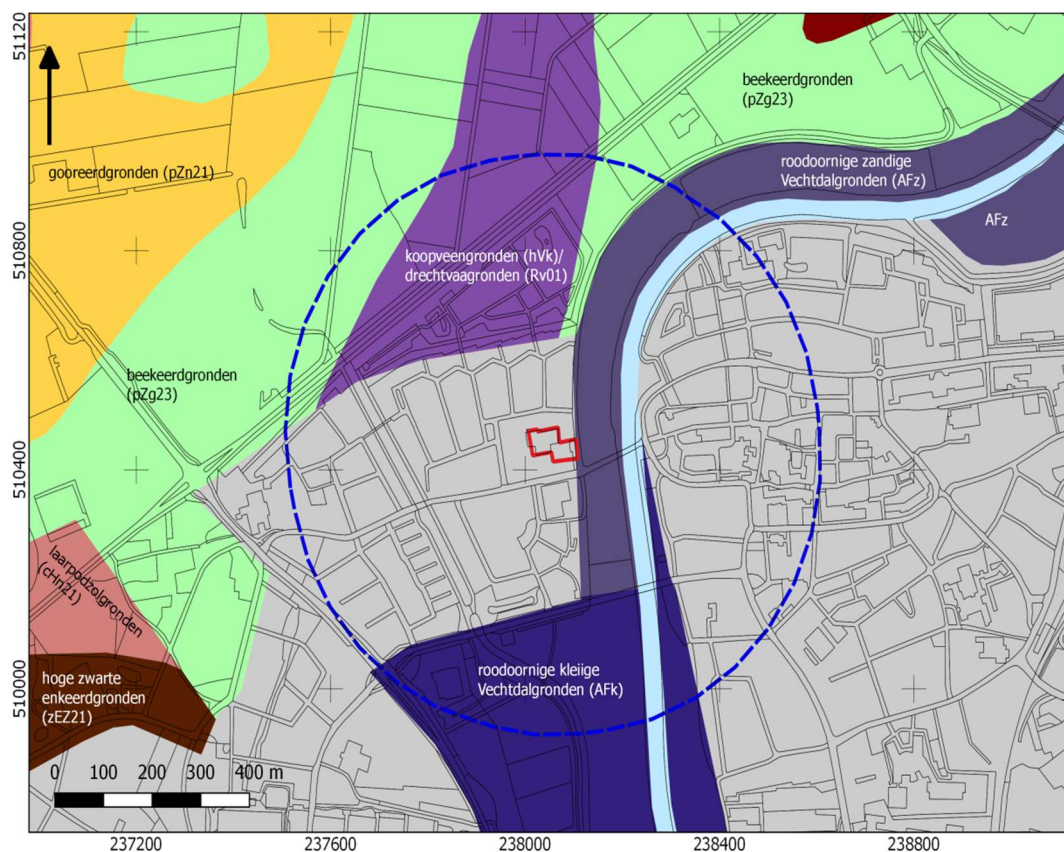 51120
beekeerdgronden
(pZg23)
gooreerdgronden (pZn21)
roodoornige zandige
Vechtdalgronden (AFz)
AFz
510800
koopveengronden (hVk)/
drechtvaagronden (Rv01)
beekeerdgronden
(pZg23)
510400
laarpodzolgronden
(cHn21)
hoge zwarte
enkeerdgronden
(zEZ21)
roodoornige kleiige
Vechtdalgronden (AFk)
510000
0 100 200 300 400 m
237200 237600 238000 238400 238800